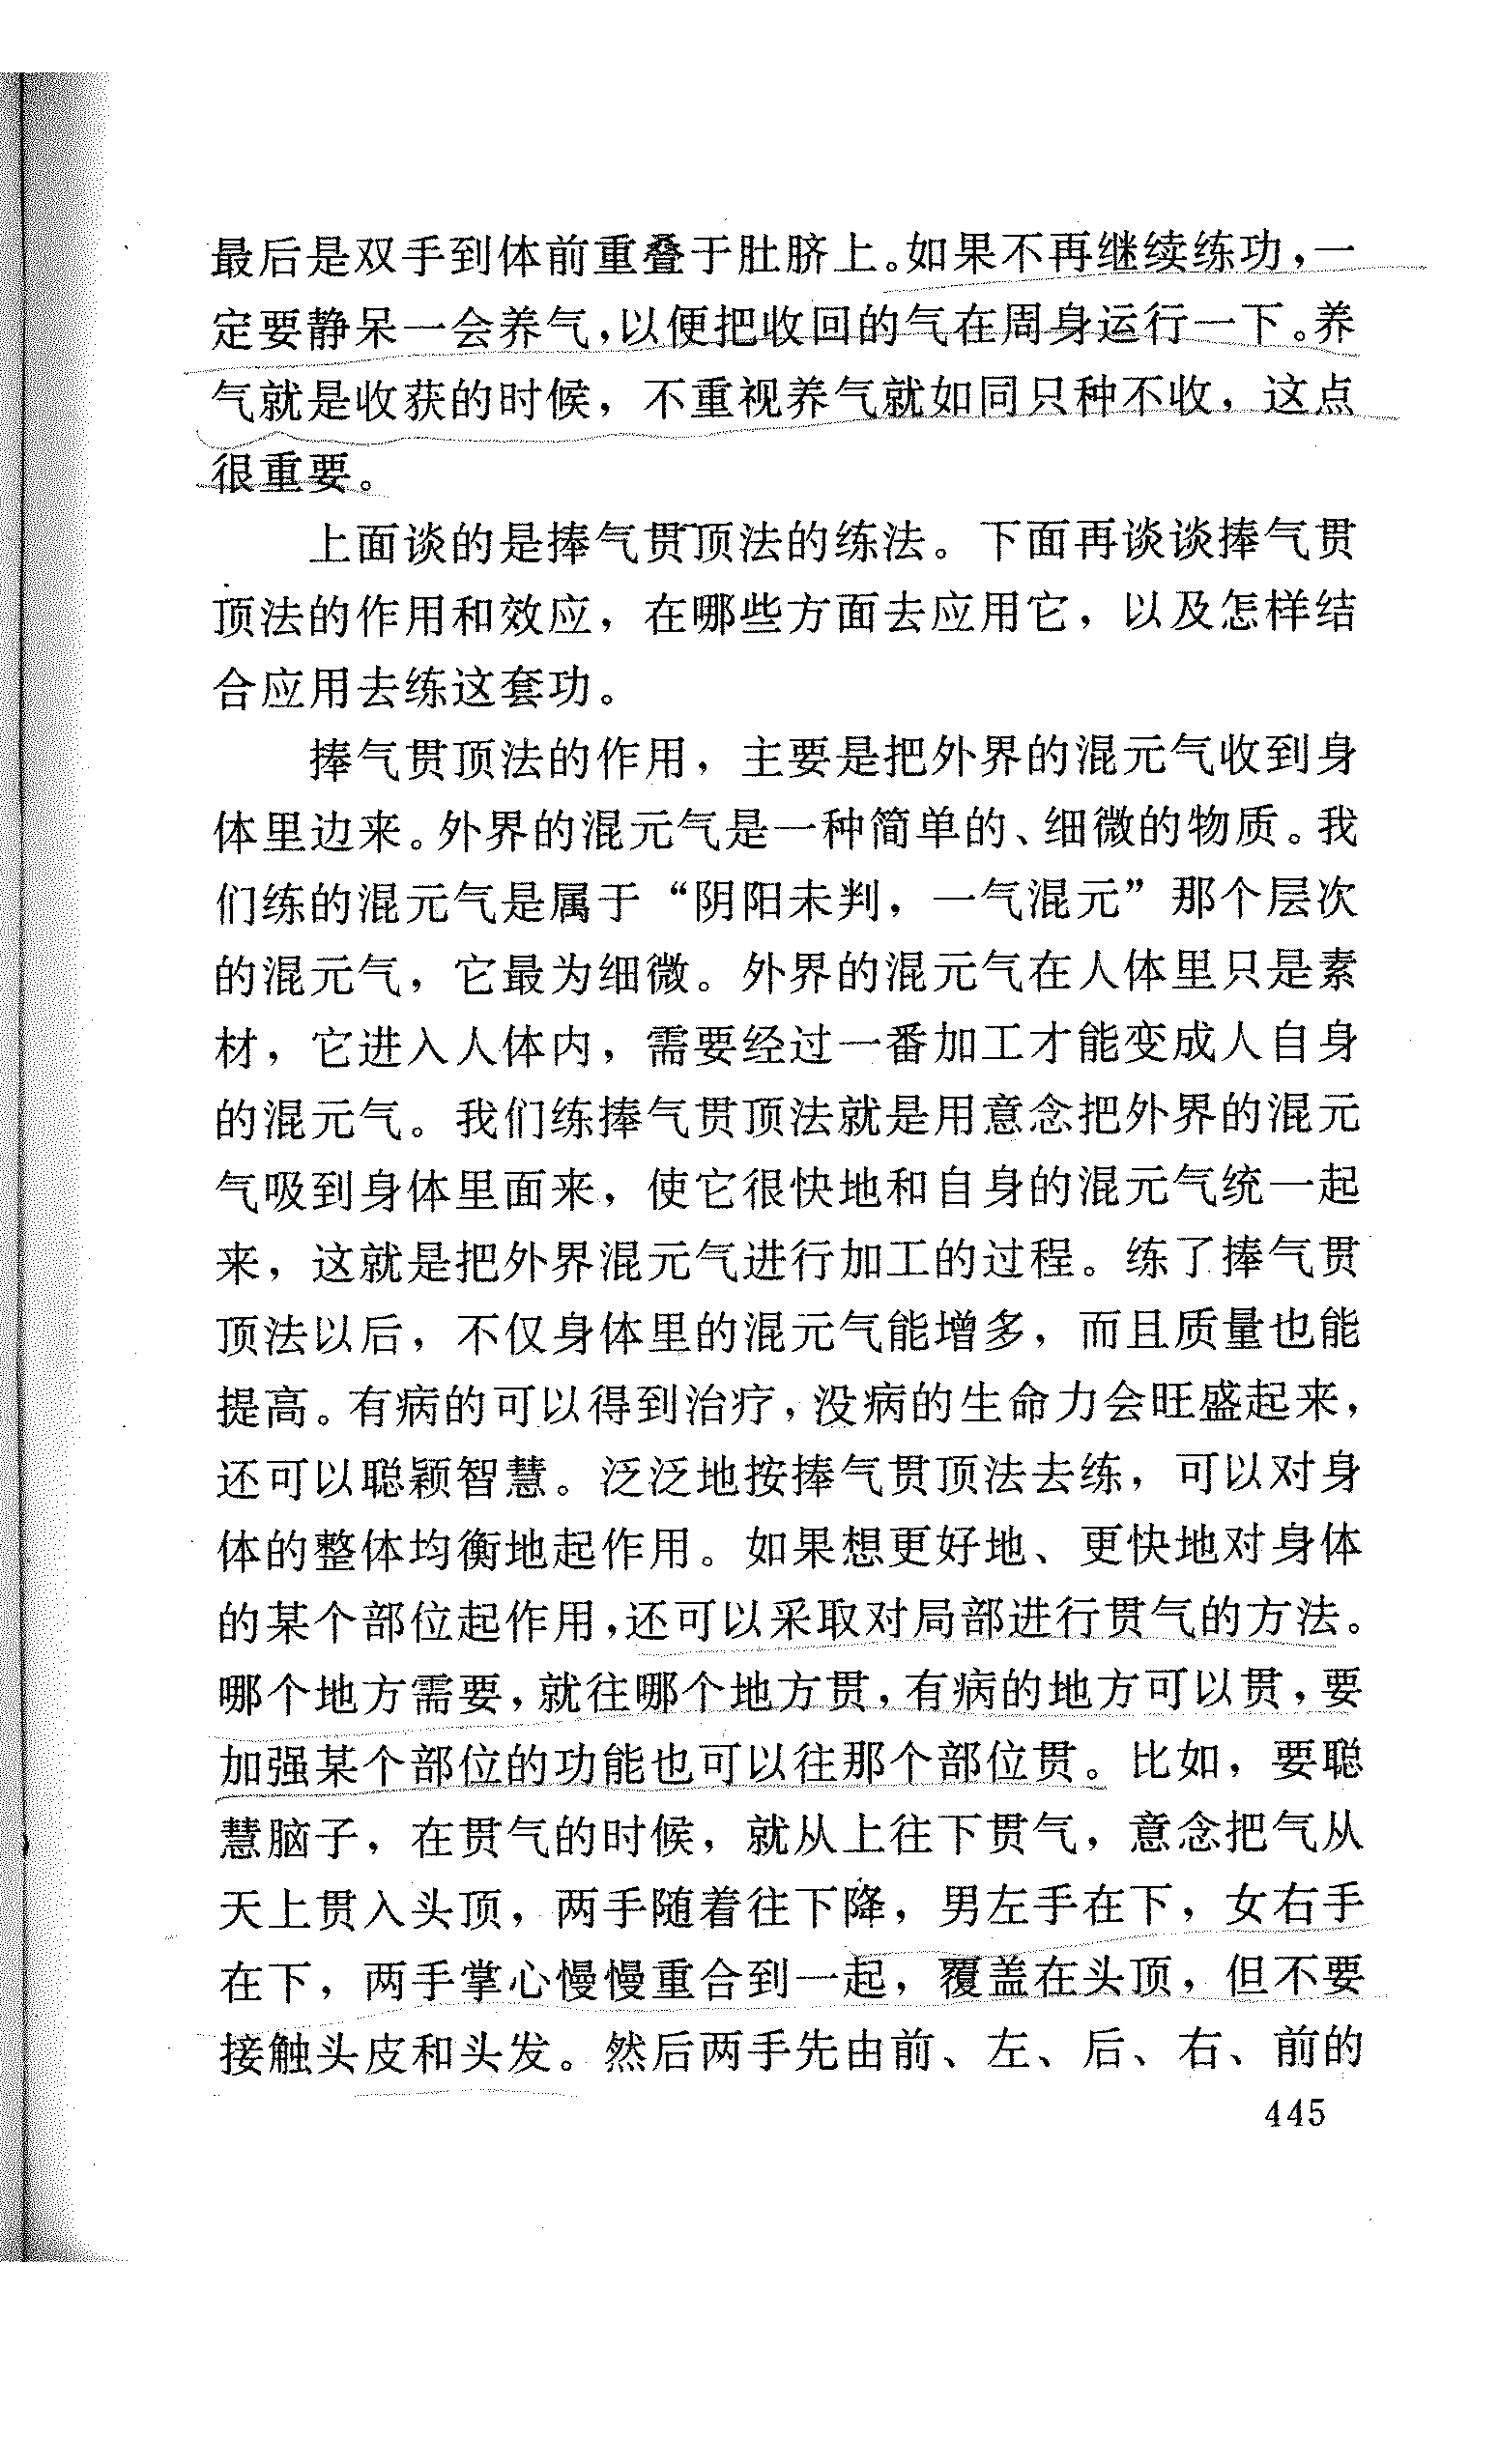 最后是双手到体前重叠于肚脐上。如果不再继续练功，一
定要静呆一会养气，以便把收回的气在周身运行一下。养
气就是收获的时候，不重视养气就如同只种不收，这点
很重要。
上面谈的是捧气贯顶法的练法。下面再谈谈捧气贯
顶法的作用和效应，在哪些方面去应用它，以及怎样结
合应用去练这套功。
捧气贯顶法的作用，主要是把外界的混元气收到身
体里边来。外界的混元气是一种简单的、细微的物质。我
们练的混元气是属于“阴阳未判，一气混元”那个层次
的混元气，它最为细微。外界的混元气在人体里只是素
材，它进入人体内，需要经过一番加工才能变成人自身
的混元气。我们练捧气贯顶法就是用意念把外界的混元
气吸到身体里面来，使它很快地和自身的混元气统一起
来，这就是把外界混元气进行加工的过程。练了捧气贯
顶法以后，不仅身体里的混元气能增多，而且质量也能
提高。有病的可以得到治疗，没病的生命力会旺盛起来，
还可以聪颖智慧。泛泛地按捧气贯顶法去练，可以对身
体的整体均衡地起作用。如果想更好地、更快地对身体
的某个部位起作用，还可以采取对局部进行贯气的方法。
哪个地方需要，就往哪个地方贯，有病的地方可以贯，要
加强某个部位的功能也可以往那个部位贯。比如，要聪
慧脑子，在贯气的时候，就从上往下贯气，意念把气从
天上贯入头顶，两手随着往下降，男左手在下，女右手
在下，两手掌心慢慢重合到一起，覆盖在头顶，但不要
接触头皮和头发。然后两手先由前、左、后、右、前的
445